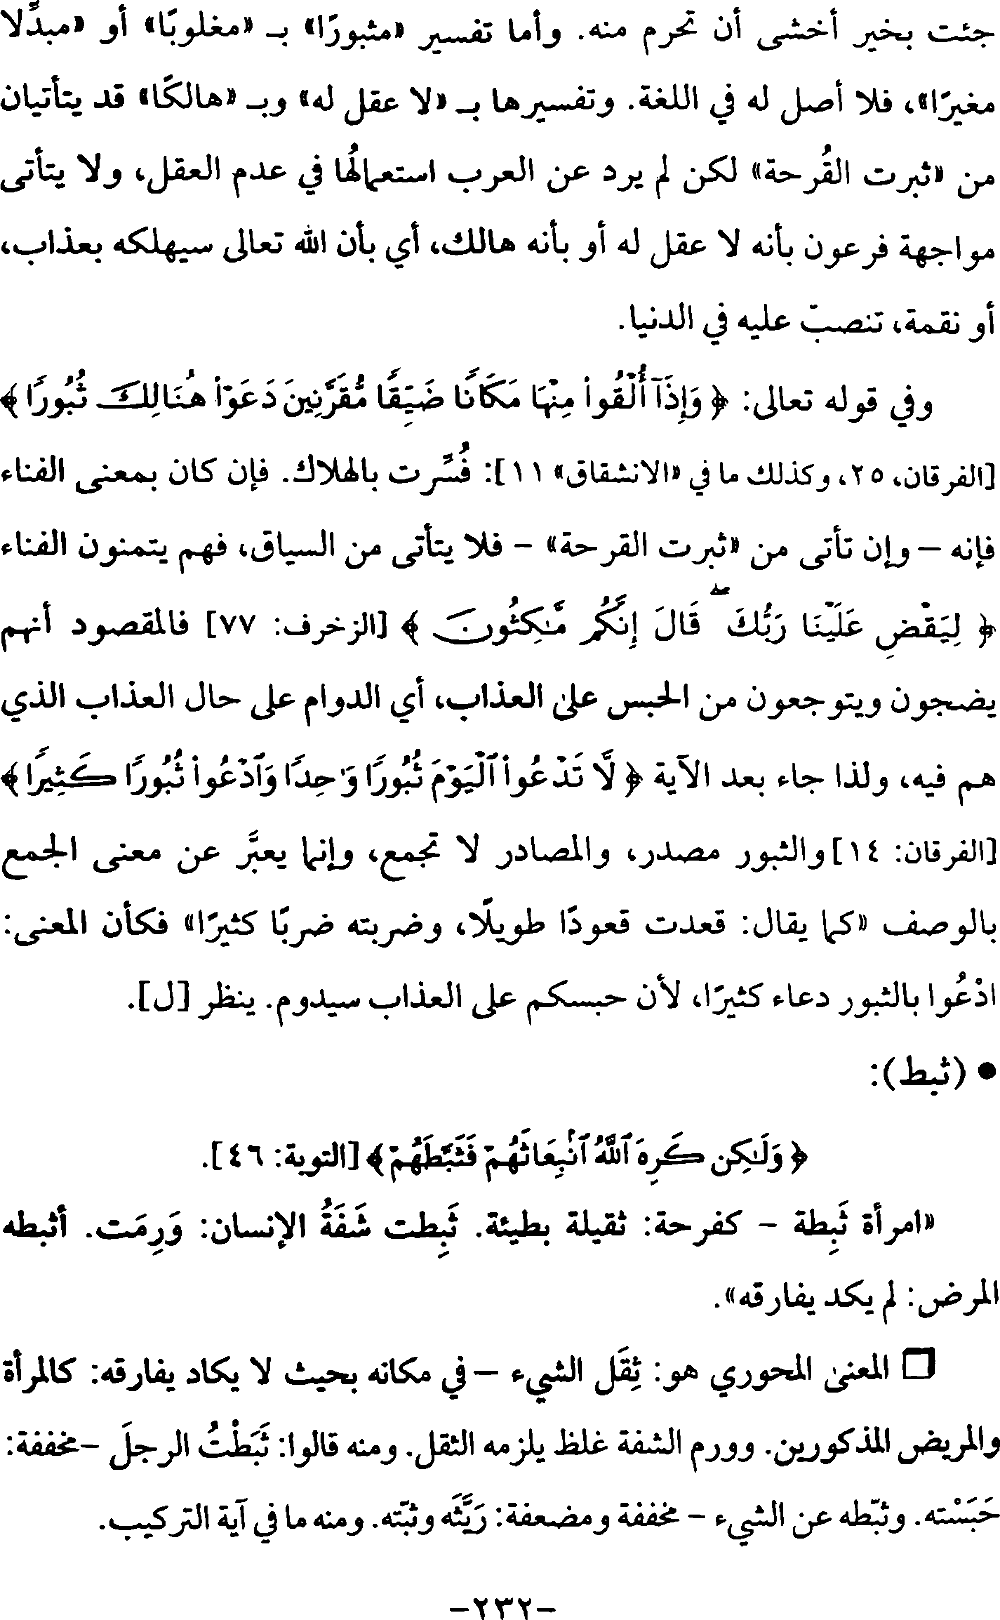 جئت بخير أخشى أن تحرم منه. وأما تفسير «مثبورًا» بـ «مغلوبًا» أو «مبدِّلا
مغيرًا»، فلا أصل له في اللغة. وتفسيرها بـ «لا عقل له» وبـ «هالكًا» قد يتأتيان
من «ثبرت القُرحة» لكن لم يرد عن العرب استعمالُها في عدم العقل، ولا يتأتى
مواجهة فرعون بأنه لا عقل له أو بأنه هالك، أي بأن الله تعالى سيهلكه بعذاب،
أو نقمة، تنصبّ عليه في الدنيا.
وفي قوله تعالى: ﴿ وَإِذَآ أُلْقُوا۟ مِنْهَا مَكَانًا ضَيِّقًا مُّقَرَّنِينَ دَعَوْا۟ هُنَالِكَ ثُبُورًا ﴾
[الفرقان، ٢٥، وكذلك ما في «الانشقاق» ١١]: فُسِّرت بالهلاك. فإن كان بمعنى الفناء
فإنه – وإن تأتى من «ثبرت القرحة» – فلا يتأتى من السياق، فهم يتمنون الفناء
﴿ لِيَقْضِ عَلَيْنَا رَبُّكَ ۖ قَالَ إِنَّكُم مَّٰكِثُونَ ﴾ [الزخرف: ٧٧] فالمقصود أنهم
يضجون ويتوجعون من الحبس علىٰ العذاب، أي الدوام على حال العذاب الذي
هم فيه، ولذا جاء بعد الآية ﴿ لَّا تَدْعُوا۟ ٱلْيَوْمَ ثُبُورًا وَٰحِدًا وَٱدْعُوا۟ ثُبُورًا كَثِيرًا ﴾
[الفرقان: ١٤] والثبور مصدر، والمصادر لا تجمع، وإنما يعبَّر عن معنى الجمع
بالوصف «كما يقال: قعدت قعودًا طويلًا، وضربته ضربًا كثيرًا» فكأن المعنى:
ادْعُوا بالثبور دعاء كثيرًا، لأن حبسكم على العذاب سيدوم. ينظر [ل].
● (ثبط):
﴿ وَلَٰكِن كَرِهَ ٱللَّهُ ٱنۢبِعَاثَهُمْ فَثَبَّطَهُمْ ﴾ [التوبة: ٤٦].
«امرأة ثَبِطة – كفرحة: ثقيلة بطيئة. ثَبِطت شَفَةُ الإنسان: وَرِمَت. أثبطه
المرض: لم يكد يفارقه».
❑ المعنىٰ المحوري هو: ثِقَل الشيء – في مكانه بحيث لا يكاد يفارقه: كالمرأة
والمريض المذكورين. وورم الشفة غلظ يلزمه الثقل. ومنه قالوا: ثَبَطْتُ الرجلَ –مخففة:
حَبَسْته. وثبّطه عن الشيء – مخففة ومضعفة: رَيَّثَه وثبّته. ومنه ما في آية التركيب.
-٢٣٢-